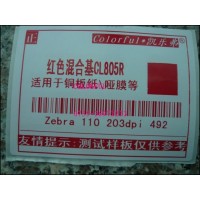 正 Colorful·凯乐
红色混合基CL805R
适用于铜板纸、哑膜等
Zebra 110 203dpi 492
友情提示:测试样板仅供参考